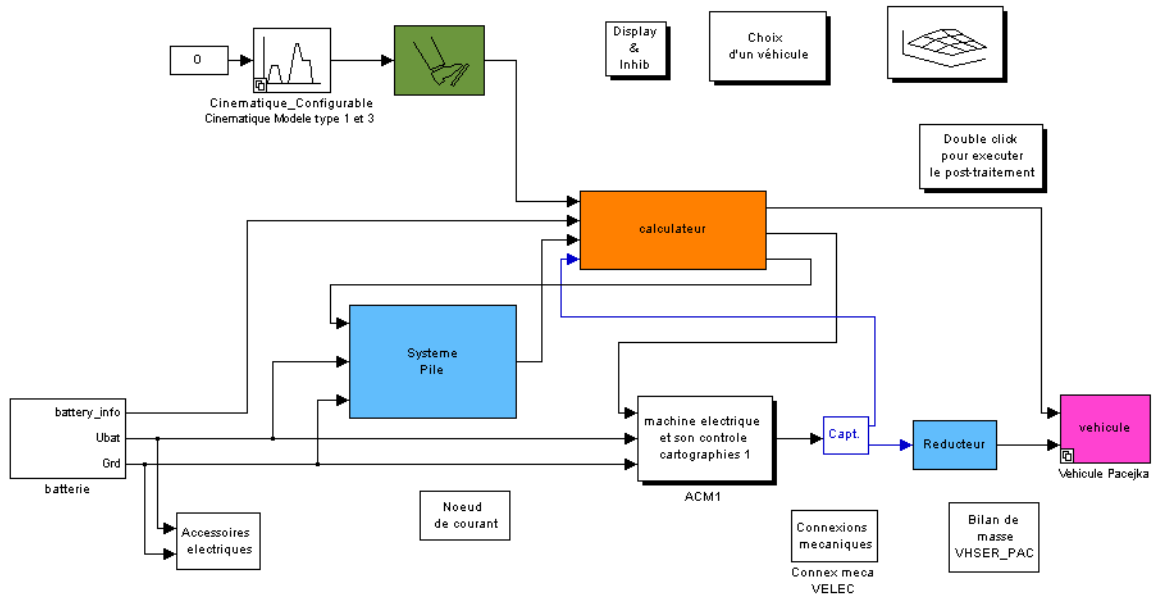 Display
&
Inhib
Choix
d'un véhicule
0
Cinematique_Configurable
Cinematique Modele type 1 et 3
Double click
pour executer
le post-traitement
calculateur
Systeme
Pile
battery_info
Ubat
Grd
batterie
machine electrique
et son controle
cartographies 1
ACM1
Capt.
Reducteur
vehicule
Vehicule Pacejka
Accessoires
electriques
Noeud
de courant
Connexions
mecaniques
Connex meca
VELEC
Bilan de
masse
VHSER_PAC